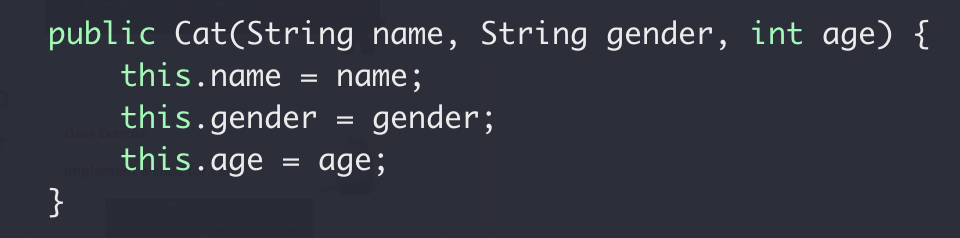 public Cat(String name, String gender, int age) {
    this.name = name;
    this.gender = gender;
    this.age = age;
}